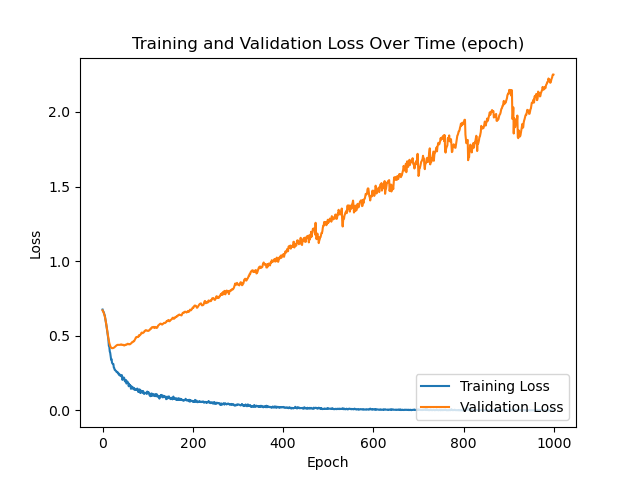 Training and Validation Loss Over Time (epoch)
Loss
2.0
1.5
1.0
0.5
0.0
Training Loss
Validation Loss
0 200 400 600 800 1000
Epoch